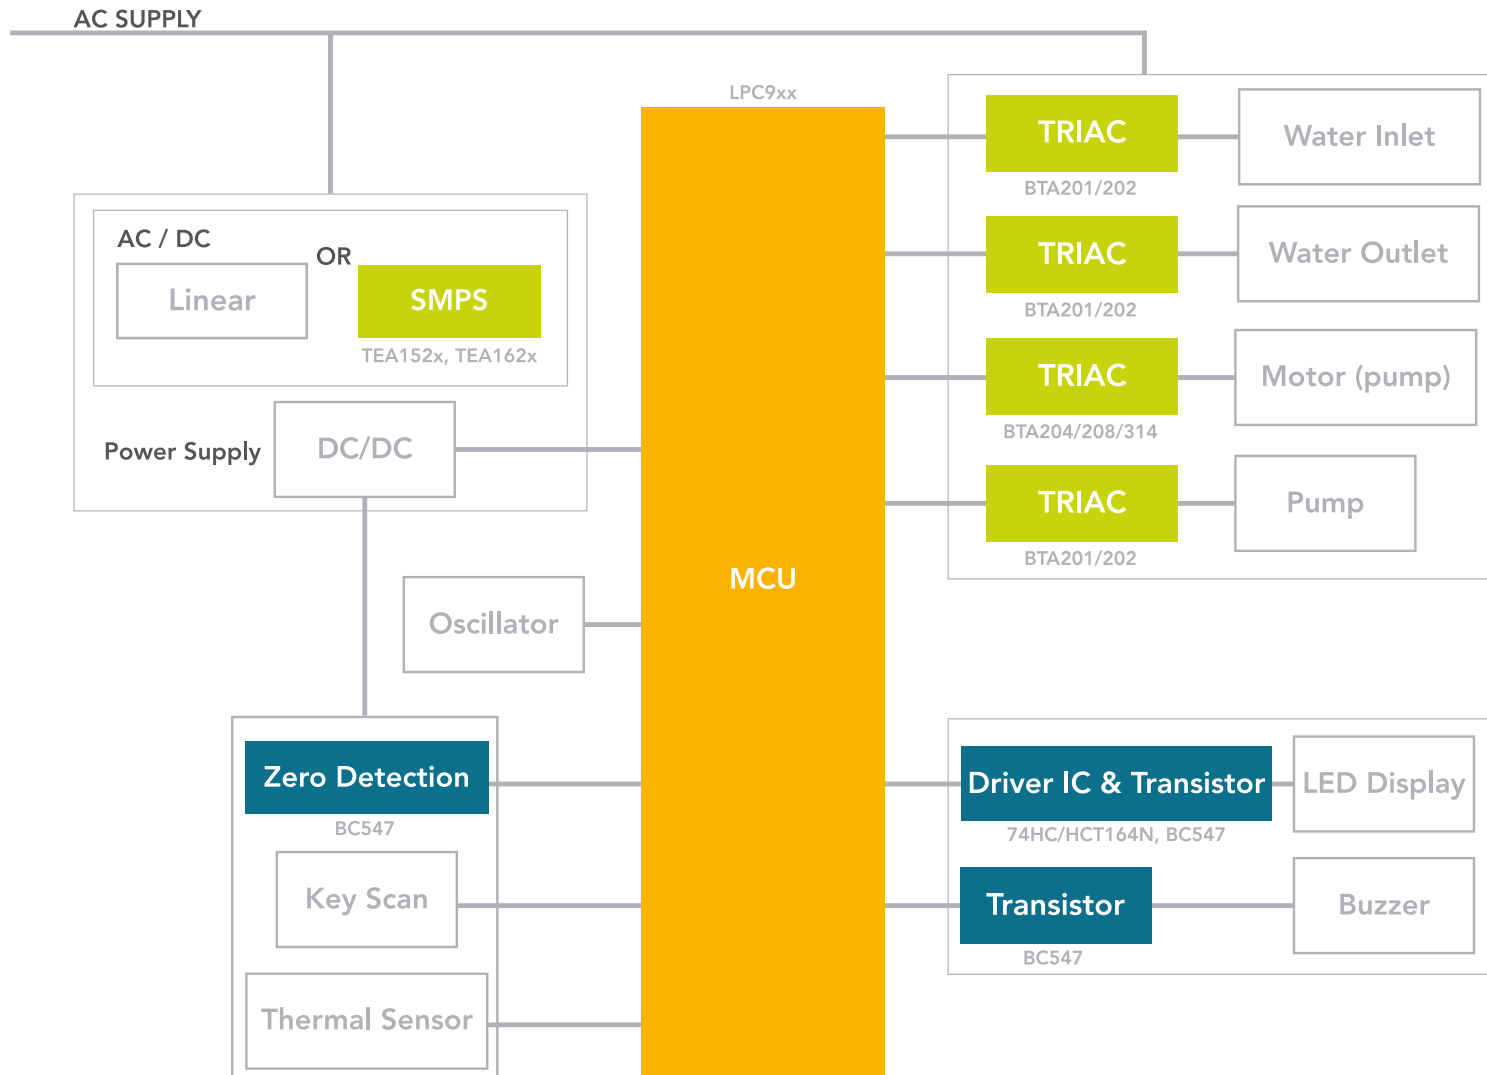 AC SUPPLY
LPC9xx
TRIAC
Water Inlet
BTA201/202
TRIAC
Water Outlet
BTA201/202
AC / DC
OR
Linear
SMPS
TEA152x, TEA162x
TRIAC
Motor (pump)
BTA204/208/314
Power Supply
DC/DC
TRIAC
Pump
BTA201/202
MCU
Oscillator
Zero Detection
BC547
Driver IC & Transistor
LED Display
74HC/HCT164N, BC547
Key Scan
Transistor
Buzzer
BC547
Thermal Sensor